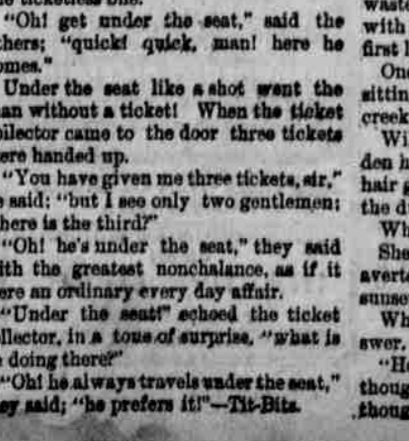 "Oh! get under the seat," said the
thers; "quick! quick, man! here he
omes."
Under the seat like a shot went the
an without a ticket! When the ticket
ollector came to the door three tickets
ere handed up.
"You have given me three tickets, sir,"
e said: "but I see only two gentlemen;
here is the third?"
"Oh! he's under the seat," they said
ith the greatest nonchalance, as if it
ere an ordinary every day affair.
"Under the seat!" echoed the ticket
llector, in a tone of surprise, "what is
e doing there?"
"Oh! he always travels under the seat,"
ey said; "he prefers it!"—Tit-Bits.
waste
with
first l
One
sitting
creek
Wi
den h
hair g
the d
Wh
She
averte
sunse
Wh
swer.
"He
thoug
thoug